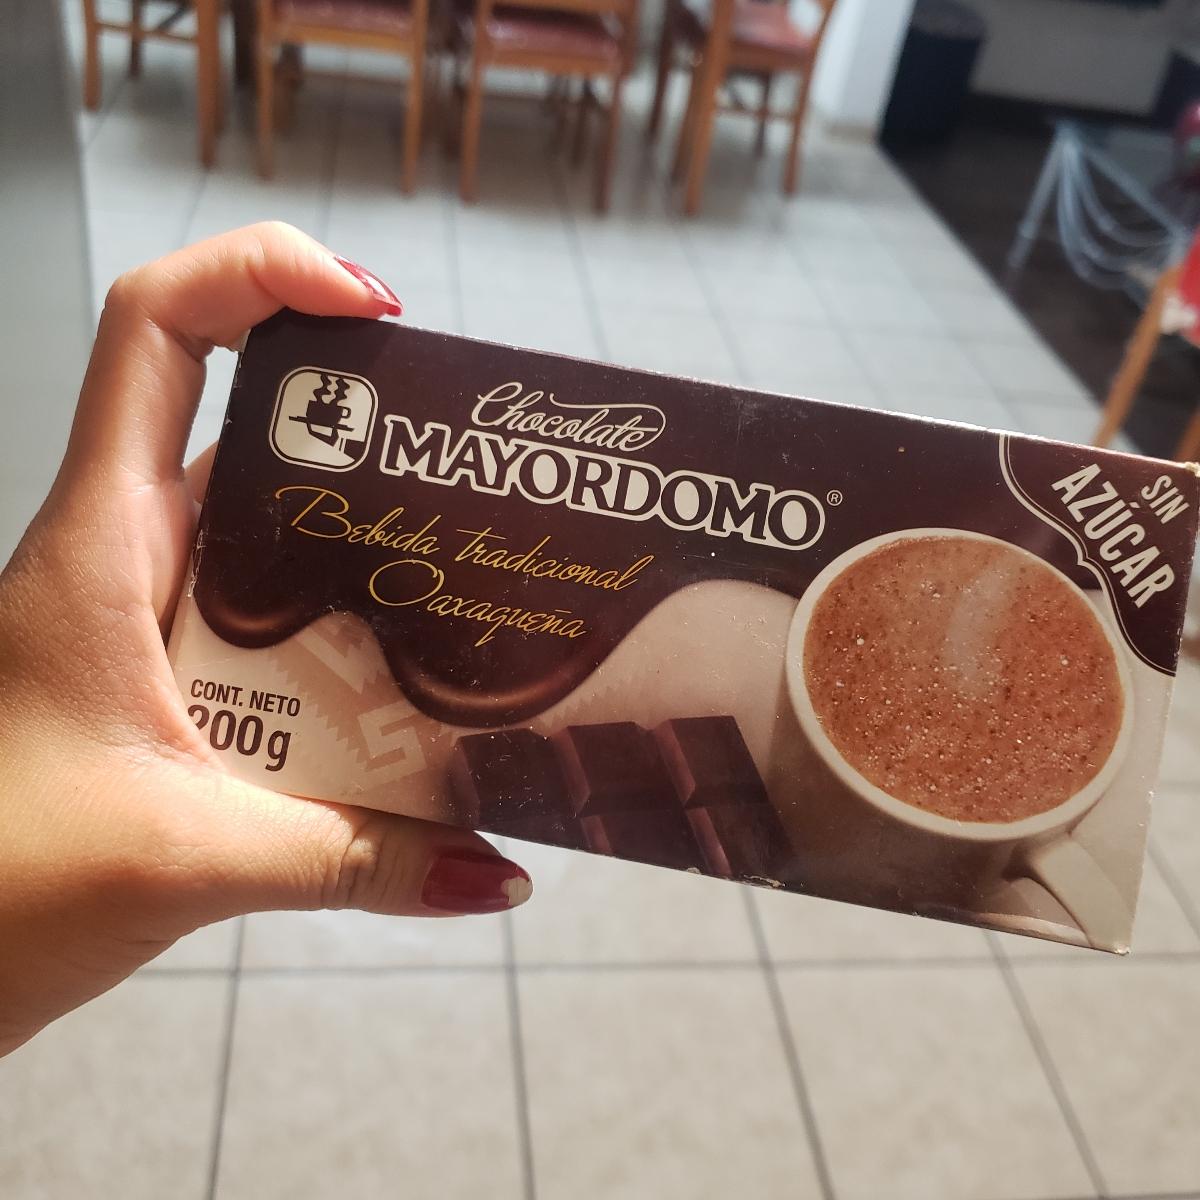 Chocolate
MAYORDOMO®
Bebida tradicional
Oaxaqueña
SIN
AZÚCAR
CONT. NETO
200g